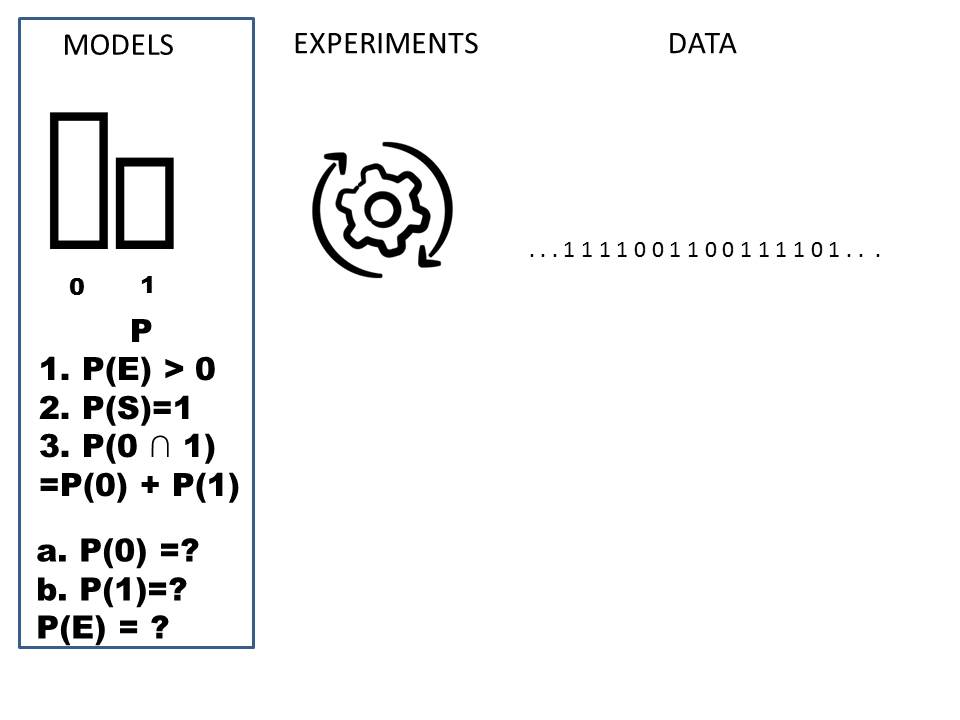 MODELS
EXPERIMENTS
DATA
. . . 1 1 1 1 0 0 1 1 0 0 1 1 1 1 0 1 . . .
0 1
P
1. P(E) > 0
2. P(S)=1
3. P(0 ∩ 1)
=P(0) + P(1)
a. P(0) =?
b. P(1)=?
P(E) = ?